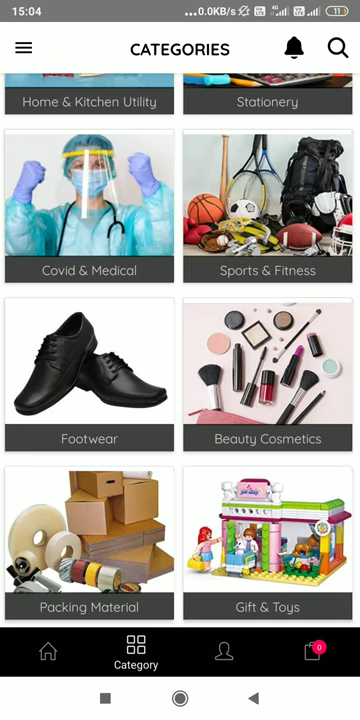 15:04
...0.0KB/s
4G
11
CATEGORIES
Home & Kitchen Utility
Stationery
Covid & Medical
Sports & Fitness
Footwear
Beauty Cosmetics
Packing Material
Gift & Toys
0
Category